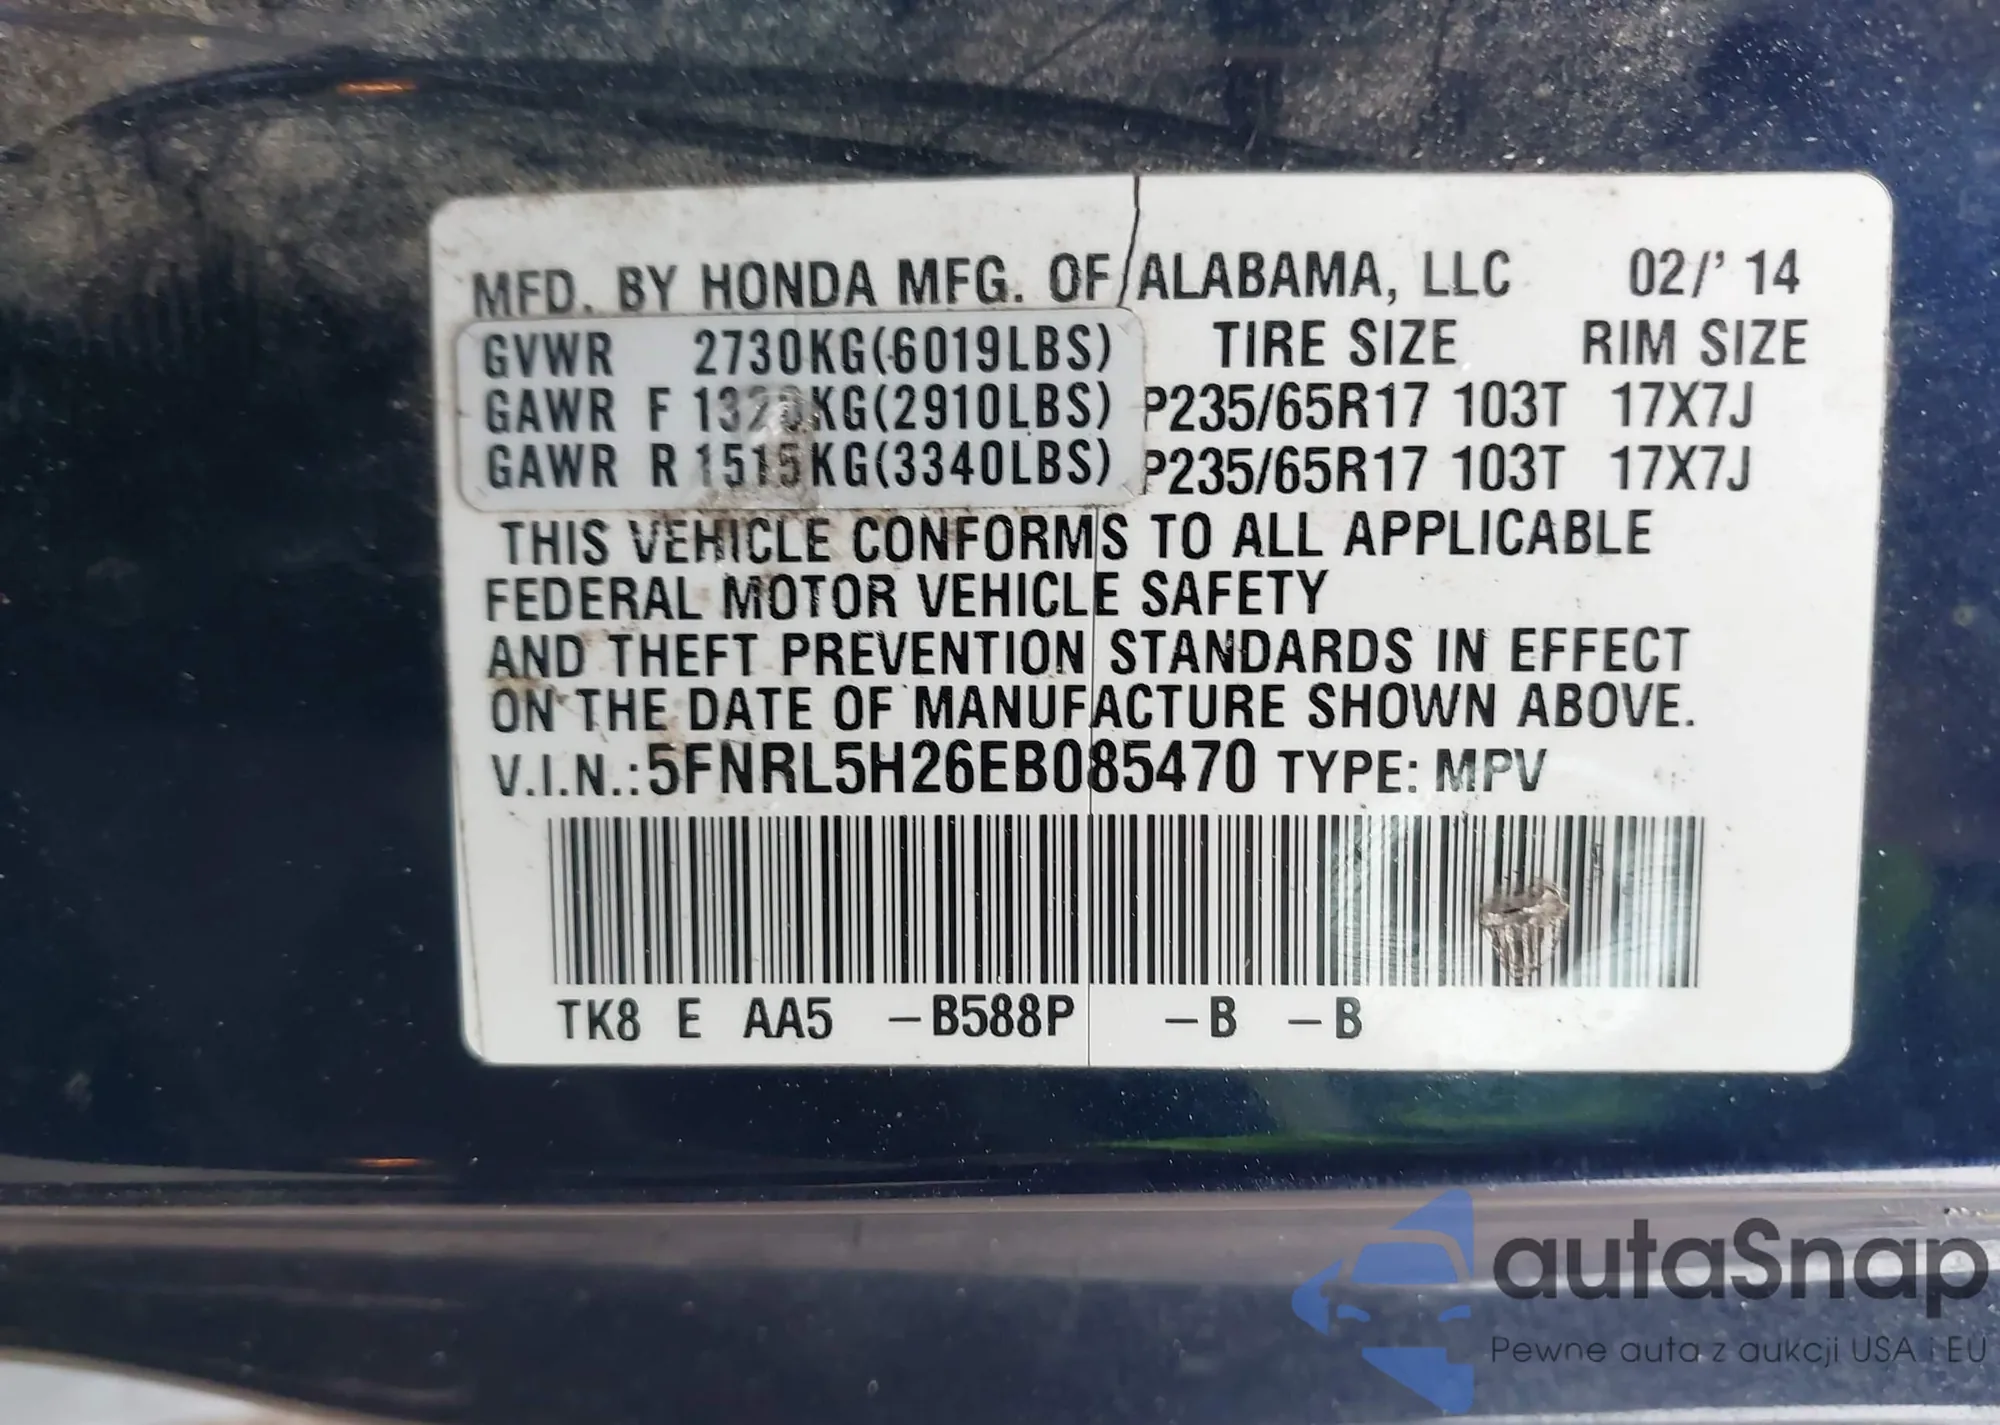 MFD. BY HONDA MFG. OF ALABAMA, LLC 02/' 14
GVWR 2730KG(6019LBS) TIRE SIZE RIM SIZE
GAWR F 1320KG(2910LBS) P235/65R17 103T 17X7J
GAWR R 1515KG(3340LBS) P235/65R17 103T 17X7J
THIS VEHICLE CONFORMS TO ALL APPLICABLE
FEDERAL MOTOR VEHICLE SAFETY
AND THEFT PREVENTION STANDARDS IN EFFECT
ON THE DATE OF MANUFACTURE SHOWN ABOVE.
V.I.N.:5FNRL5H26EB085470 TYPE: MPV
TK8 E AA5 –B588P –B –B
autaSnap
Pewne auta z aukcji USA i EU